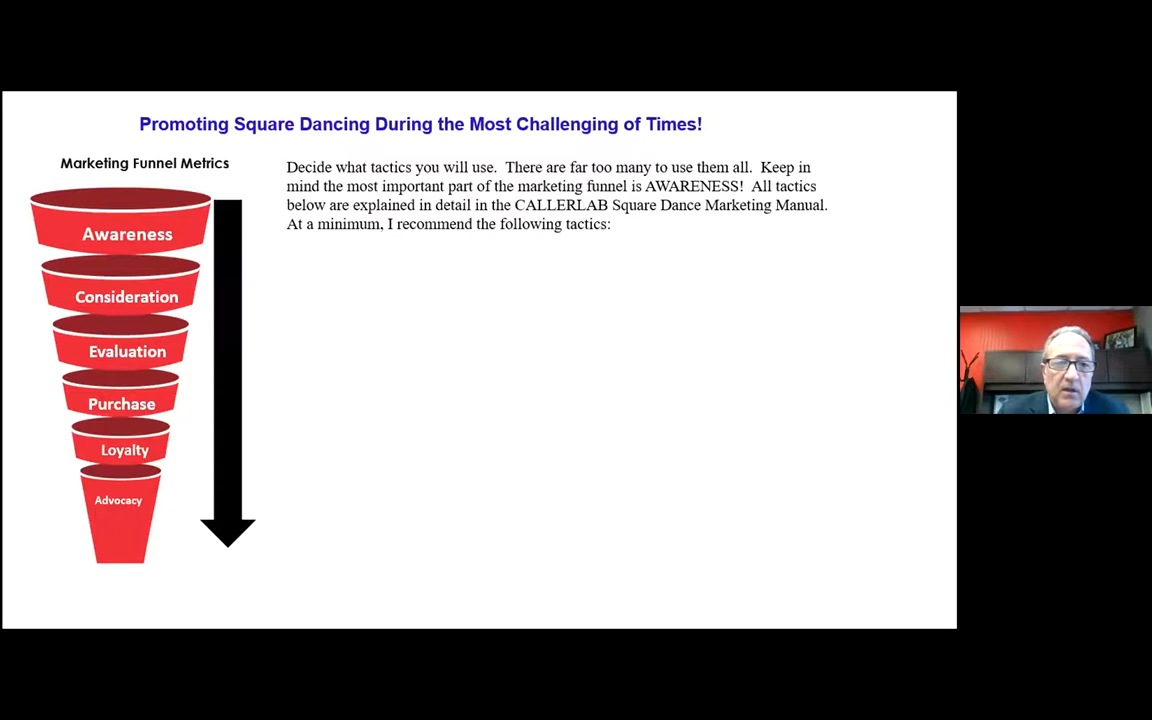 Promoting Square Dancing During the Most Challenging of Times!
Marketing Funnel Metrics
Awareness
Consideration
Evaluation
Purchase
Loyalty
Advocacy
Decide what tactics you will use.  There are far too many to use them all.  Keep in
mind the most important part of the marketing funnel is AWARENESS!  All tactics
below are explained in detail in the CALLERLAB Square Dance Marketing Manual.
At a minimum, I recommend the following tactics: